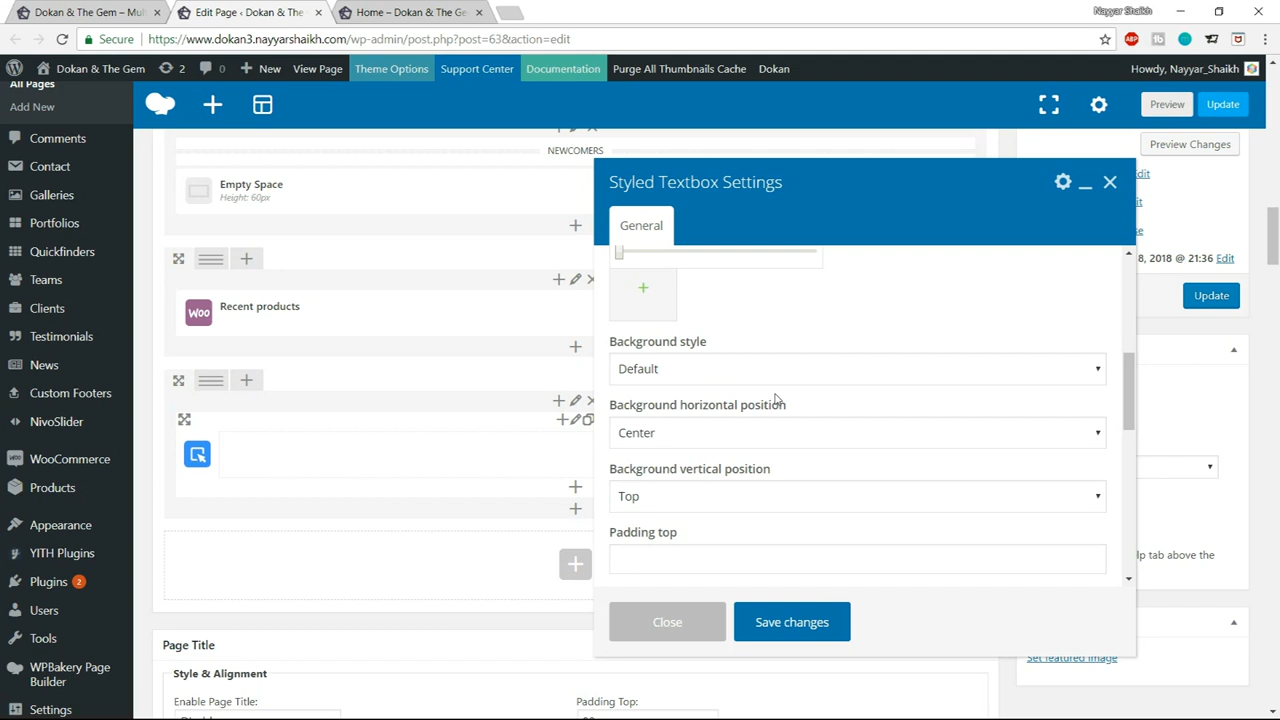 Dokan & The Gem – Mult
Edit Page ‹ Dokan & The
Home – Dokan & The Ge
Nayyar Shaikh
Secure
https://www.dokan3.nayyarshaikh.com/wp-admin/post.php?post=63&action=edit
ABP
Dokan & The Gem
2
0
New
View Page
Theme Options
Support Center
Documentation
Purge All Thumbnails Cache
Dokan
Howdy, Nayyar_Shaikh
All Pages
Add New
Comments
Contact
Galleries
Portfolios
Quickfinders
Teams
Clients
Testimonials
News
Custom Footers
NivoSlider
WooCommerce
Products
Appearance
YITH Plugins
Plugins 2
Users
Tools
WPBakery Page
Builder
Settings
Preview
Update
NEWCOMERS
Empty Space
Height: 60px
Woo
Recent products
Page Title
Style & Alignment
Enable Page Title:
Padding Top:
Styled Textbox Settings
General
Background style
Default
Background horizontal position
Center
Background vertical position
Top
Padding top
Close
Save changes
Preview Changes
8, 2018 @ 21:36 Edit
Update
lp tab above the
Set featured image